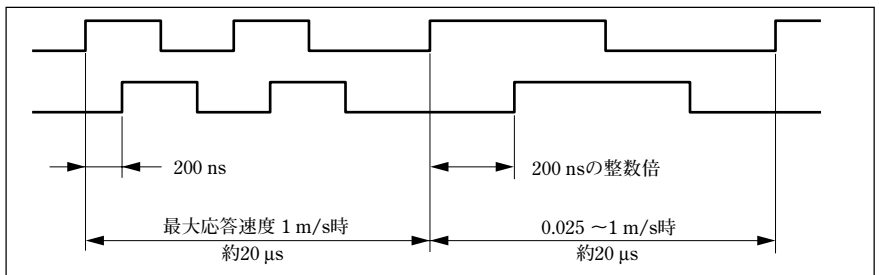 200 ns
200 nsの整数倍
最大応答速度 1 m/s時
約20 μs
0.025 ～1 m/s時
約20 μs